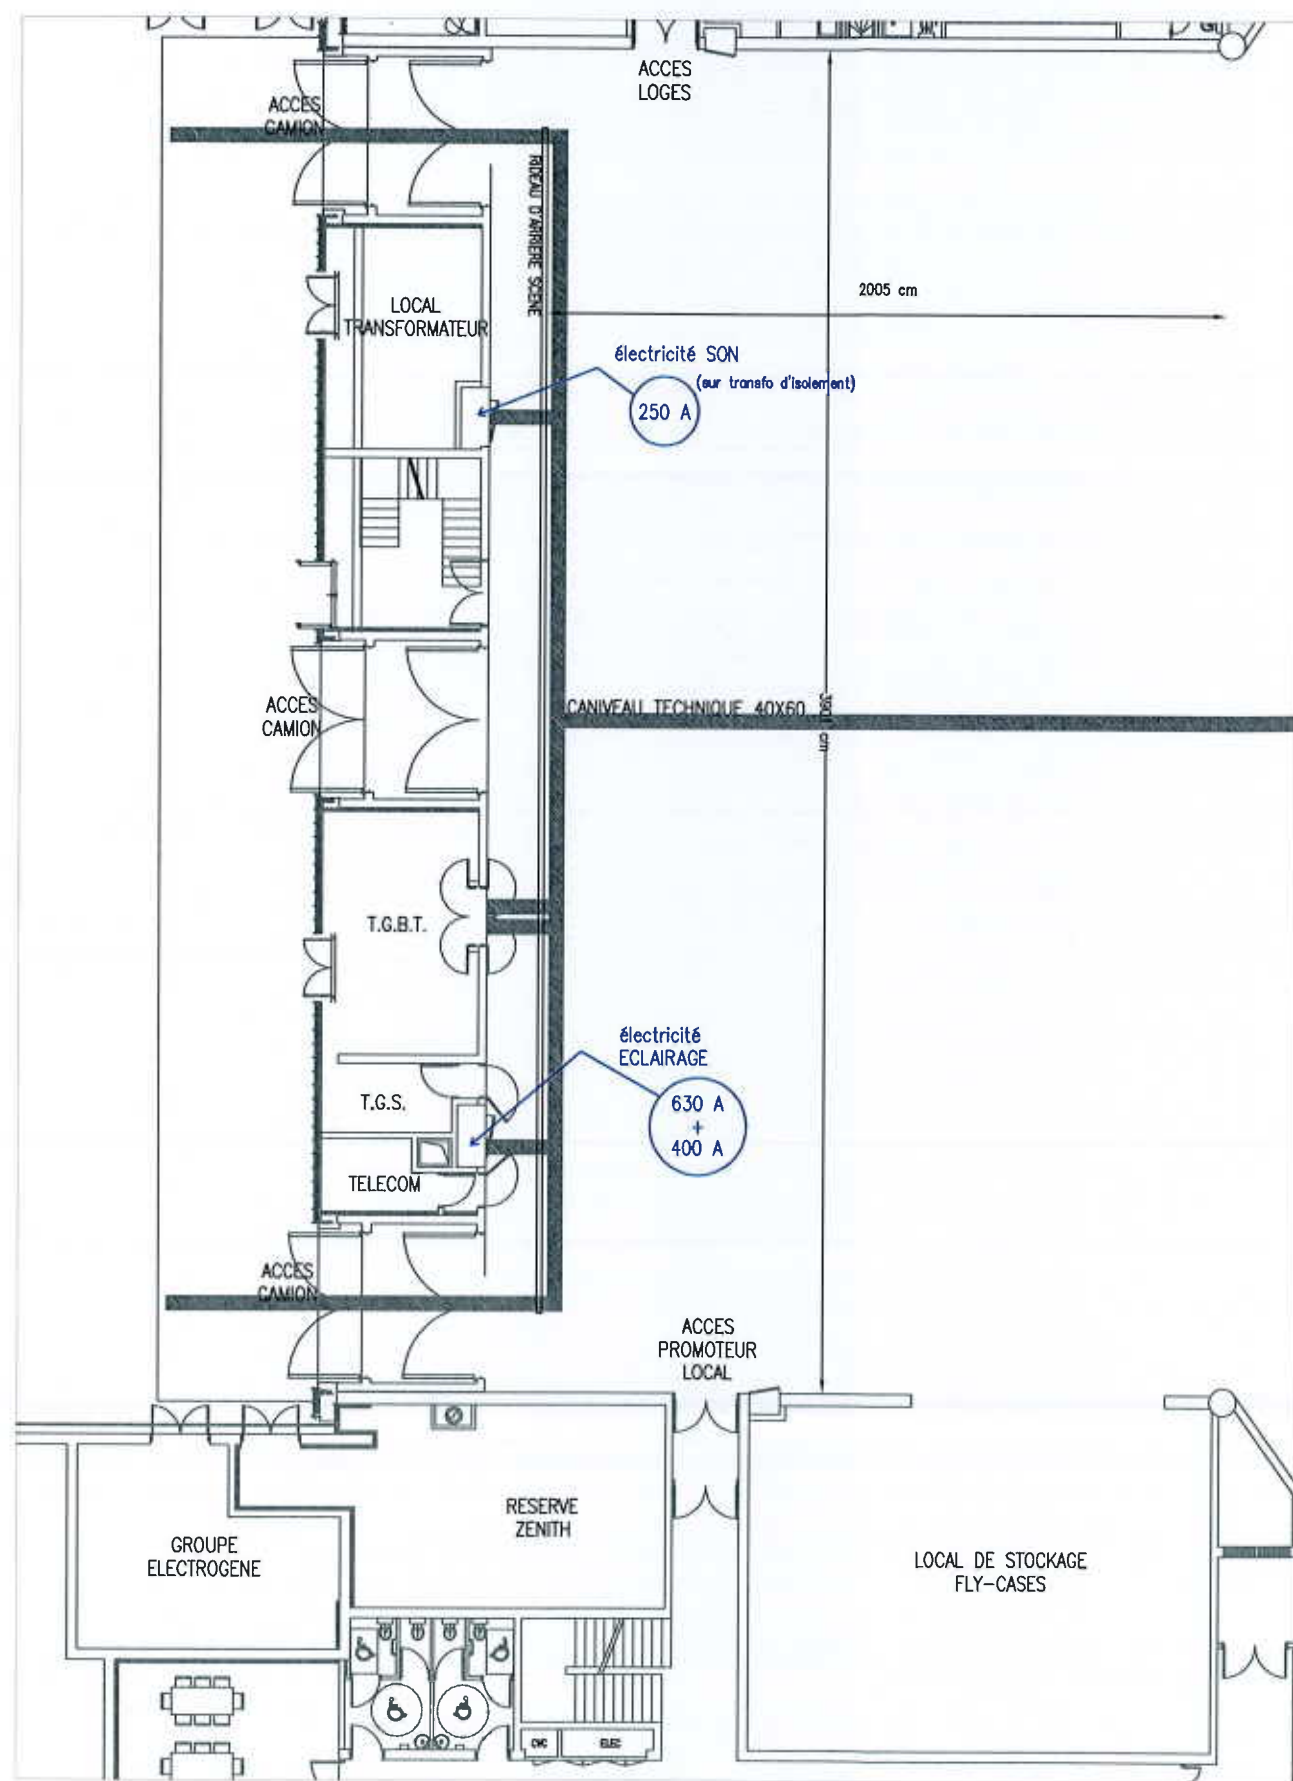 ACCES
LOGES
ACCES
CAMION
RIDEAU D'ARRIERE SCENE
2005 cm
LOCAL
TRANSFORMATEUR
électricité SON
(sur transfo d'isolement)
250 A
ACCES
CAMION
CANIVEAU TECHNIQUE 40X60
cm
T.G.B.T.
électricité
ECLAIRAGE
630 A
+
400 A
T.G.S.
TELECOM
ACCES
CAMION
ACCES
PROMOTEUR
LOCAL
RESERVE
ZENITH
GROUPE
ELECTROGENE
LOCAL DE STOCKAGE
FLY-CASES
CVC
ELEC